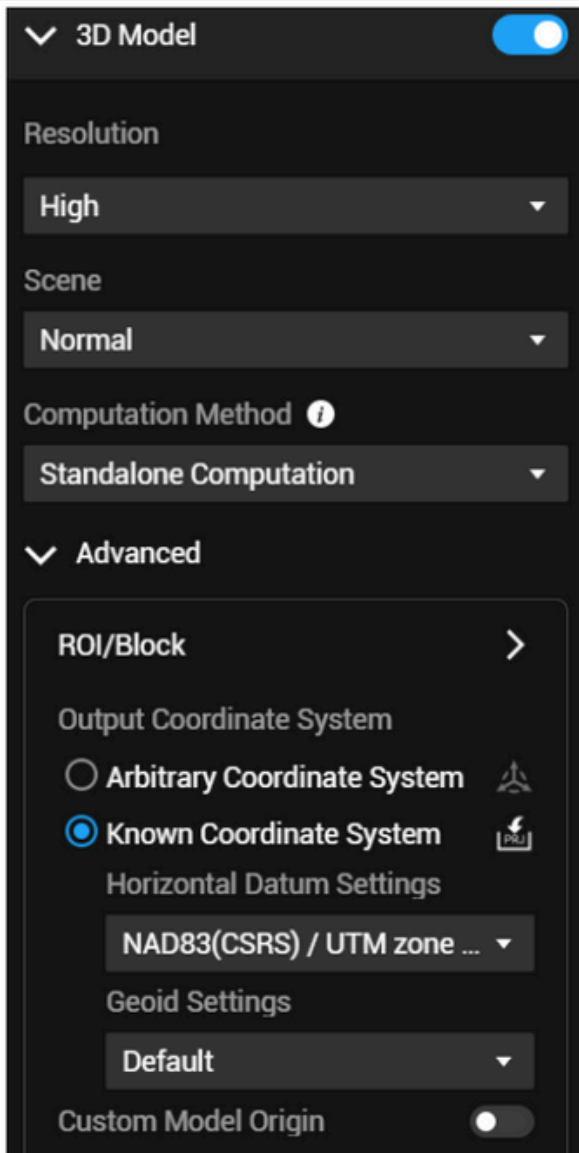 3D Model
Resolution
High
Scene
Normal
Computation Method i
Standalone Computation
Advanced
ROI/Block
Output Coordinate System
Arbitrary Coordinate System
Known Coordinate System
PRJ
Horizontal Datum Settings
NAD83(CSRS) / UTM zone ...
Geoid Settings
Default
Custom Model Origin